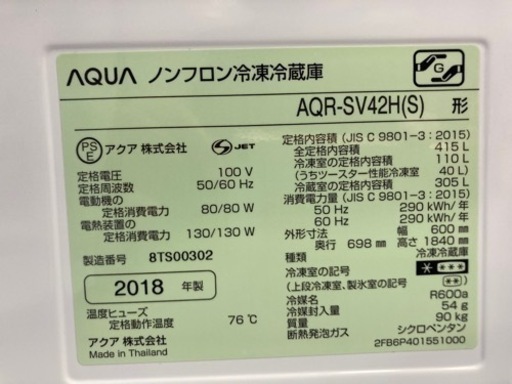 AQUA ノンフロン冷凍冷蔵庫
AQR-SV42H(S) 形
PS
E
アクア 株式会社 S JET
定格電圧 100 V
定格周波数 50/60 Hz
電動機の
定格消費電力 80/80 W
電熱装置の
定格消費電力 130/130 W
製造番号 8TS00302
2018 年製
温度ヒューズ
定格動作温度 76℃
アクア 株式会社
Made in Thailand
G
定格内容積 (JIS C 9801-3 : 2015)
全定格内容積 415 L
冷凍室の定格内容積 110 L
(うちツースター性能冷凍室 40 L)
冷蔵室の定格内容積 305 L
消費電力量 (JIS C 9801-3 : 2015)
50 Hz 290 kWh/年
60 Hz 290 kWh/年
外形寸法 幅 600 mm
奥行 698 mm 高さ 1840 mm
種類 冷凍冷蔵庫
冷凍室の記号 * ***
(上段冷凍室、製氷室の記号 **)
冷媒名 R600a
冷媒封入量 54 g
質量 90 kg
断熱発泡ガス シクロペンタン
2FB6P401551000